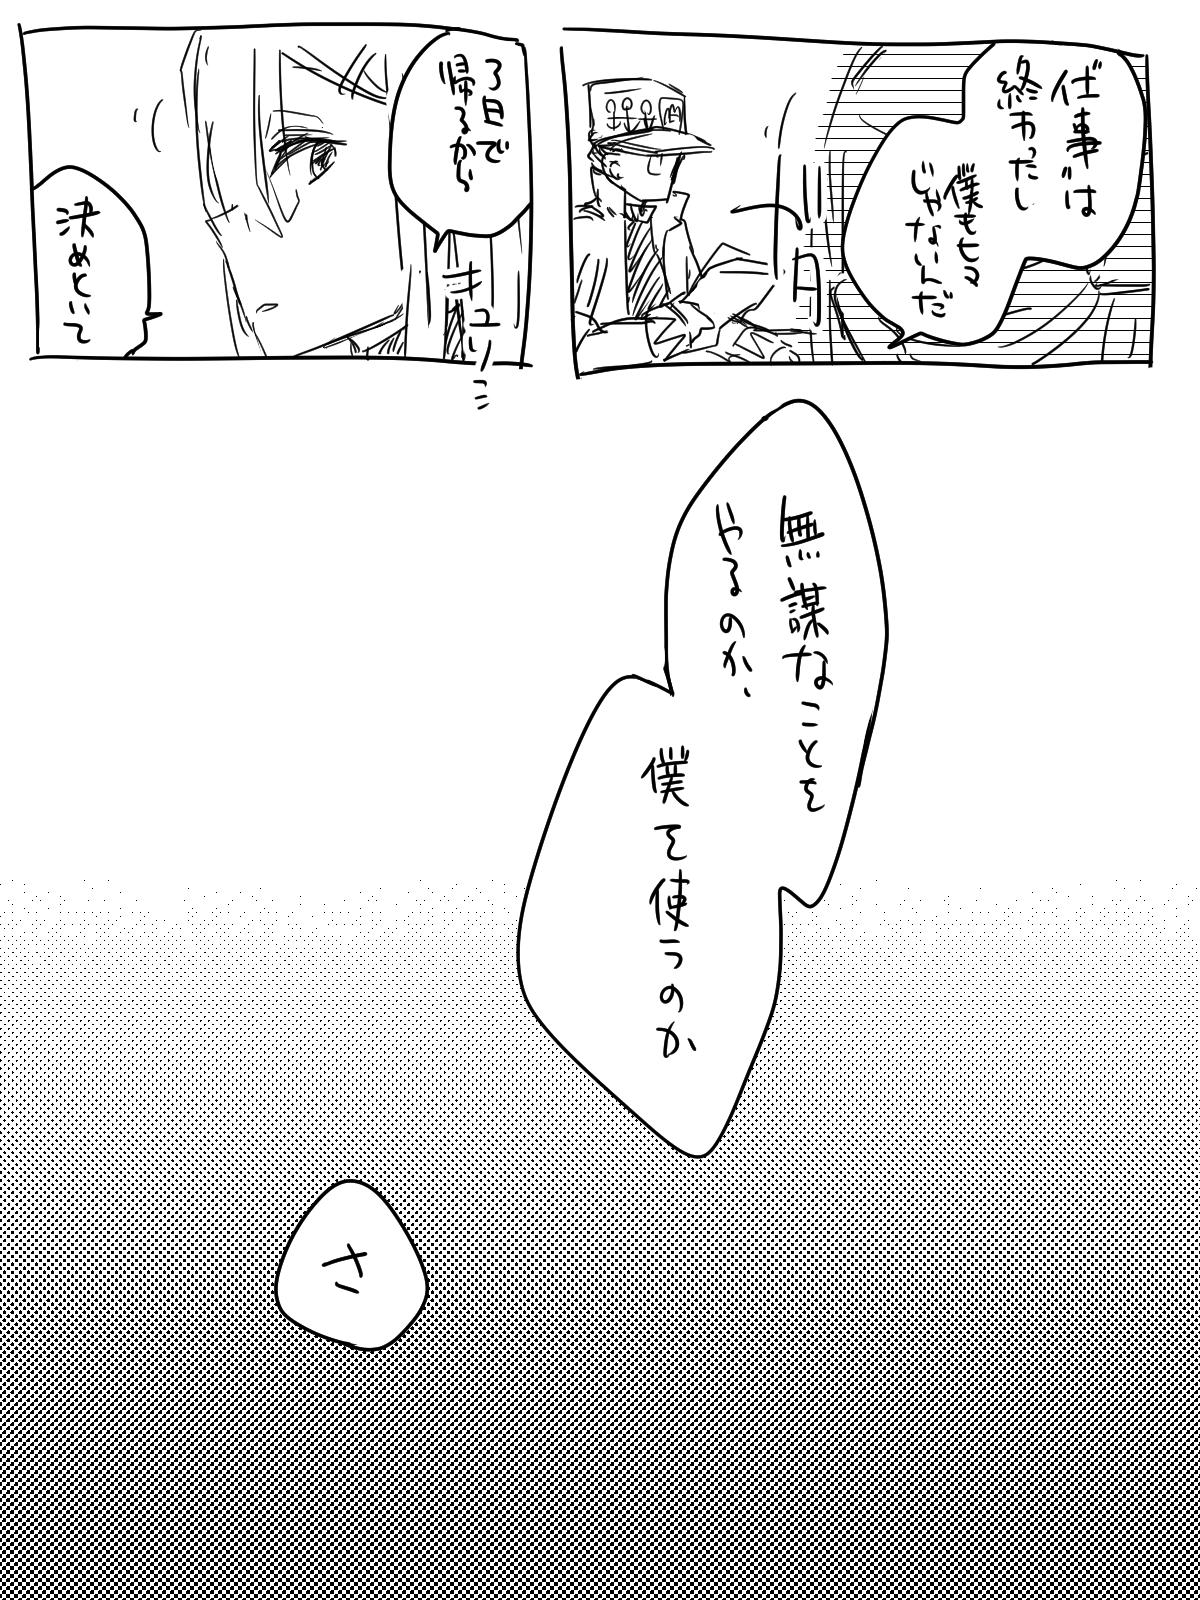 仕事は
終わったし
僕もヒマ
じゃないんだ
3日で
帰るから
キュッ
決めといて
無謀なことを
やるのか、
僕を使うのか
さ